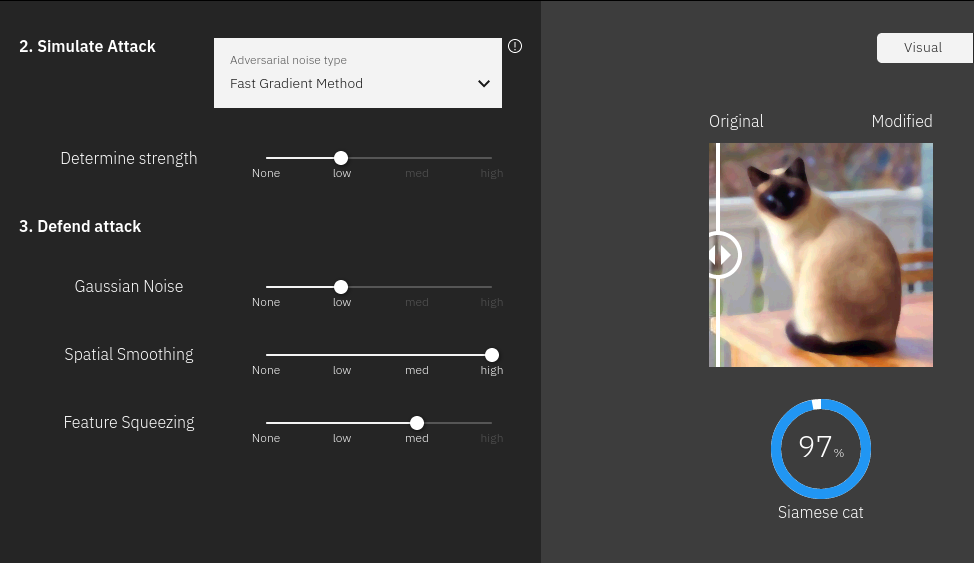 2. Simulate Attack
Adversarial noise type
Fast Gradient Method
Determine strength
None low med high
3. Defend attack
Gaussian Noise
None low med high
Spatial Smoothing
None low med high
Feature Squeezing
None low med high
Visual
Original Modified
97%
Siamese cat